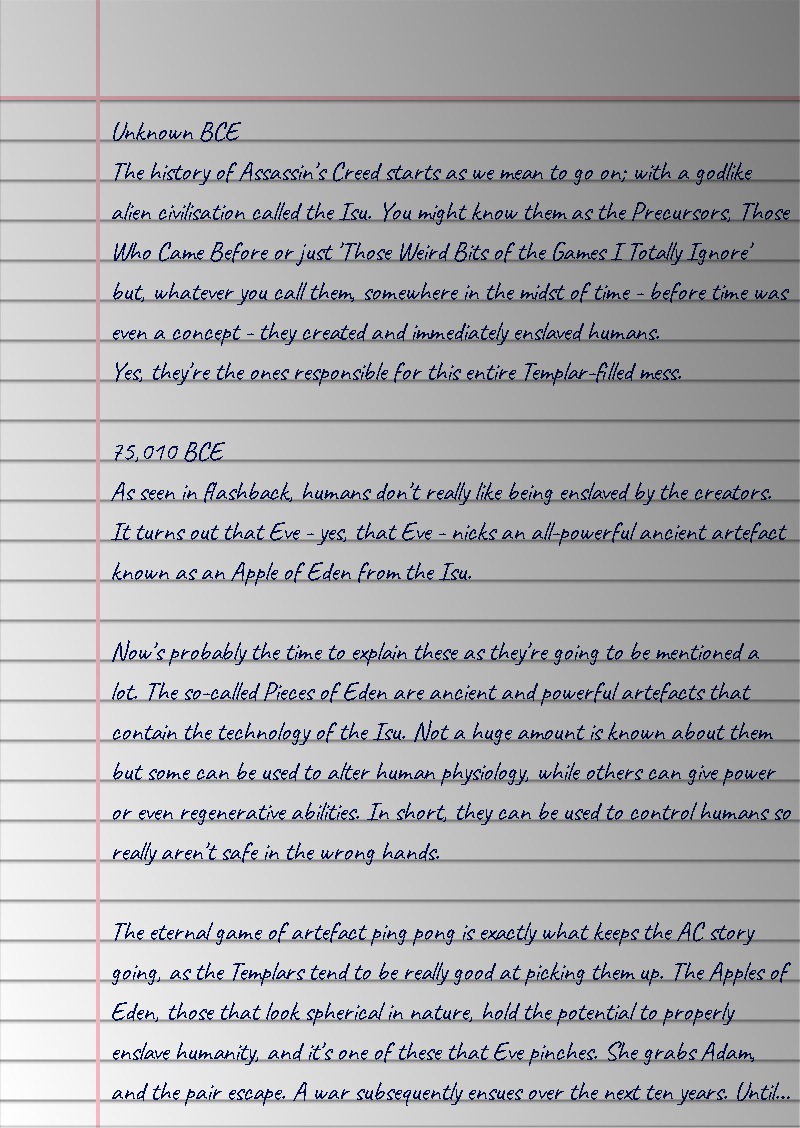 Unknown BCE
The history of Assassin's Creed starts as we mean to go on; with a godlike
alien civilisation called the Isu. You might know them as the Precursors, Those
Who Came Before or just 'Those Weird Bits of the Games I Totally Ignore'
but, whatever you call them, somewhere in the midst of time - before time was
even a concept - they created and immediately enslaved humans.
Yes, they're the ones responsible for this entire Templar-filled mess.
75,010 BCE
As seen in flashback, humans don't really like being enslaved by the creators.
It turns out that Eve - yes, that Eve - nicks an all-powerful ancient artefact
known as an Apple of Eden from the Isu.
Now's probably the time to explain these as they're going to be mentioned a
lot. The so-called Pieces of Eden are ancient and powerful artefacts that
contain the technology of the Isu. Not a huge amount is known about them
but some can be used to alter human physiology, while others can give power
or even regenerative abilities. In short, they can be used to control humans so
really aren't safe in the wrong hands.
The eternal game of artefact ping pong is exactly what keeps the AC story
going, as the Templars tend to be really good at picking them up. The Apples of
Eden, those that look spherical in nature, hold the potential to properly
enslave humanity, and it's one of these that Eve pinches. She grabs Adam,
and the pair escape. A war subsequently ensues over the next ten years. Until...